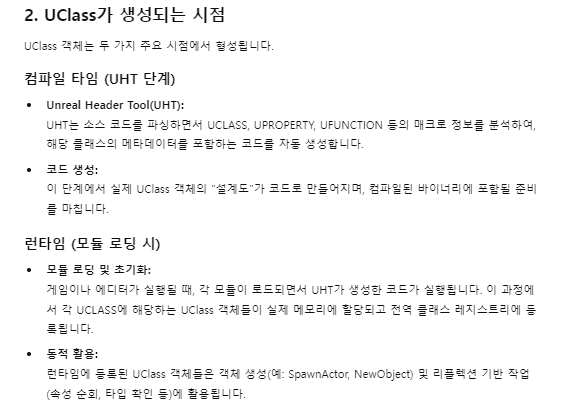 2. UClass가 생성되는 시점
UClass 객체는 두 가지 주요 시점에서 형성됩니다.
컴파일 타임 (UHT 단계)
• Unreal Header Tool(UHT):
UHT는 소스 코드를 파싱하면서 UCLASS, UPROPERTY, UFUNCTION 등의 매크로 정보를 분석하여,
해당 클래스의 메타데이터를 포함하는 코드를 자동 생성합니다.
• 코드 생성:
이 단계에서 실제 UClass 객체의 "설계도"가 코드로 만들어지며, 컴파일된 바이너리에 포함될 준비
를 마칩니다.
런타임 (모듈 로딩 시)
• 모듈 로딩 및 초기화:
게임이나 에디터가 실행될 때, 각 모듈이 로드되면서 UHT가 생성한 코드가 실행됩니다. 이 과정에
서 각 UCLASS에 해당하는 UClass 객체들이 실제 메모리에 할당되고 전역 클래스 레지스트리에 등
록됩니다.
• 동적 활용:
런타임에 등록된 UClass 객체들은 객체 생성(예: SpawnActor, NewObject) 및 리플렉션 기반 작업
(속성 순회, 타입 확인 등)에 활용됩니다.